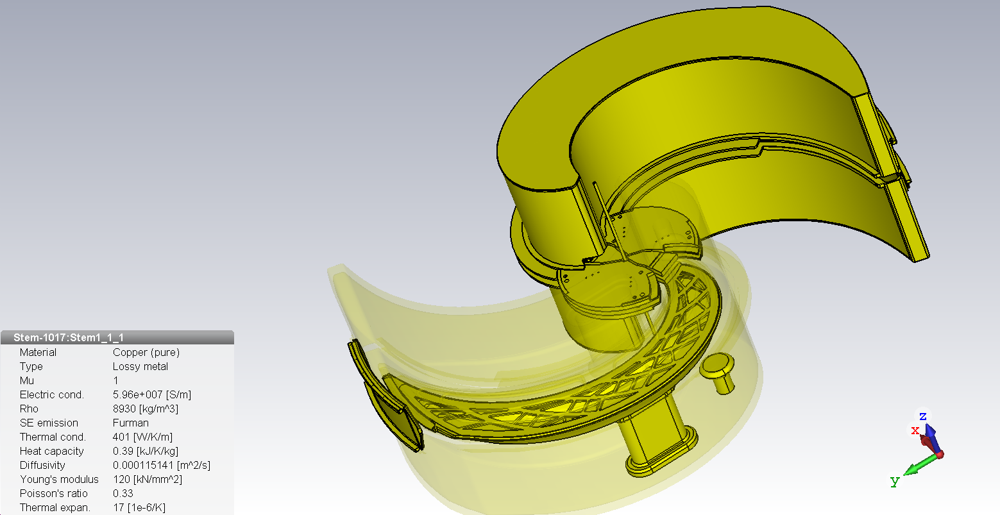 Stem-1017:Stem1_1_1
Material Copper (pure)
Type Lossy metal
Mu 1
Electric cond. 5.96e+007 [S/m]
Rho 8930 [kg/m^3]
SE emission Furman
Thermal cond. 401 [W/K/m]
Heat capacity 0.39 [kJ/K/kg]
Diffusivity 0.000115141 [m^2/s]
Young's modulus 120 [kN/mm^2]
Poisson's ratio 0.33
Thermal expan. 17 [1e-6/K]
z
x
y